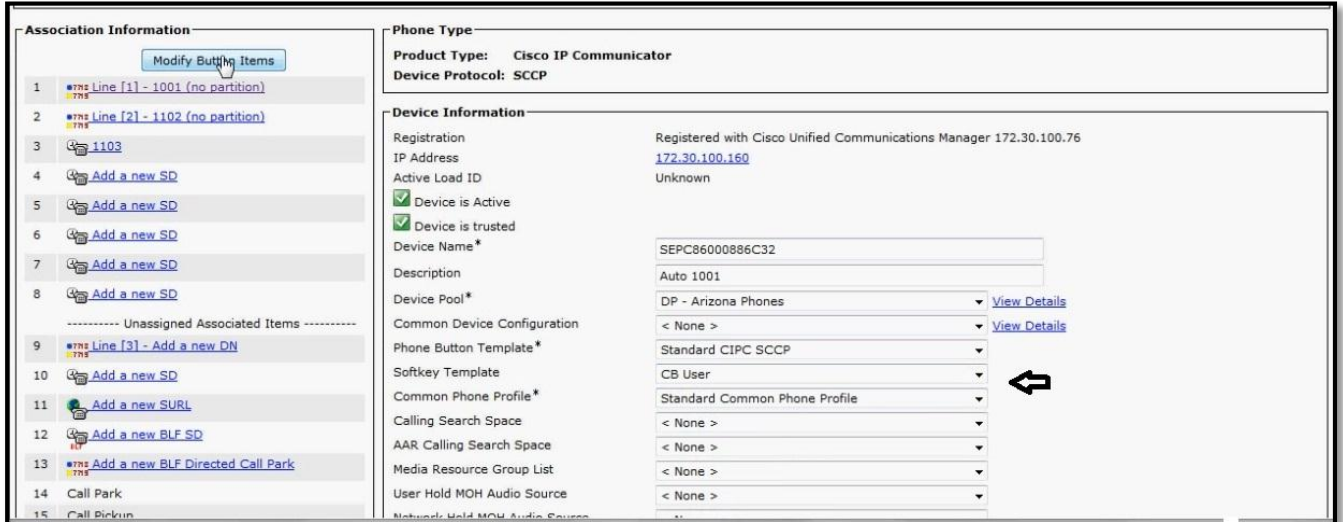 Association Information
Modify Button Items
1 Line [1] - 1001 (no partition)
2 Line [2] - 1102 (no partition)
3 1103
4 Add a new SD
5 Add a new SD
6 Add a new SD
7 Add a new SD
8 Add a new SD
---------- Unassigned Associated Items ----------
9 Line [3] - Add a new DN
10 Add a new SD
11 Add a new SURL
12 Add a new BLF SD
13 Add a new BLF Directed Call Park
14 Call Park
15 Call Pickup
Phone Type
Product Type: Cisco IP Communicator
Device Protocol: SCCP
Device Information
Registration Registered with Cisco Unified Communications Manager 172.30.100.76
IP Address 172.30.100.160
Active Load ID Unknown
Device is Active
Device is trusted
Device Name* SEPC86000886C32
Description Auto 1001
Device Pool* DP - Arizona Phones View Details
Common Device Configuration < None > View Details
Phone Button Template* Standard CIPC SCCP
Softkey Template CB User
Common Phone Profile* Standard Common Phone Profile
Calling Search Space < None >
AAR Calling Search Space < None >
Media Resource Group List < None >
User Hold MOH Audio Source < None >
Network Hold MOH Audio Source